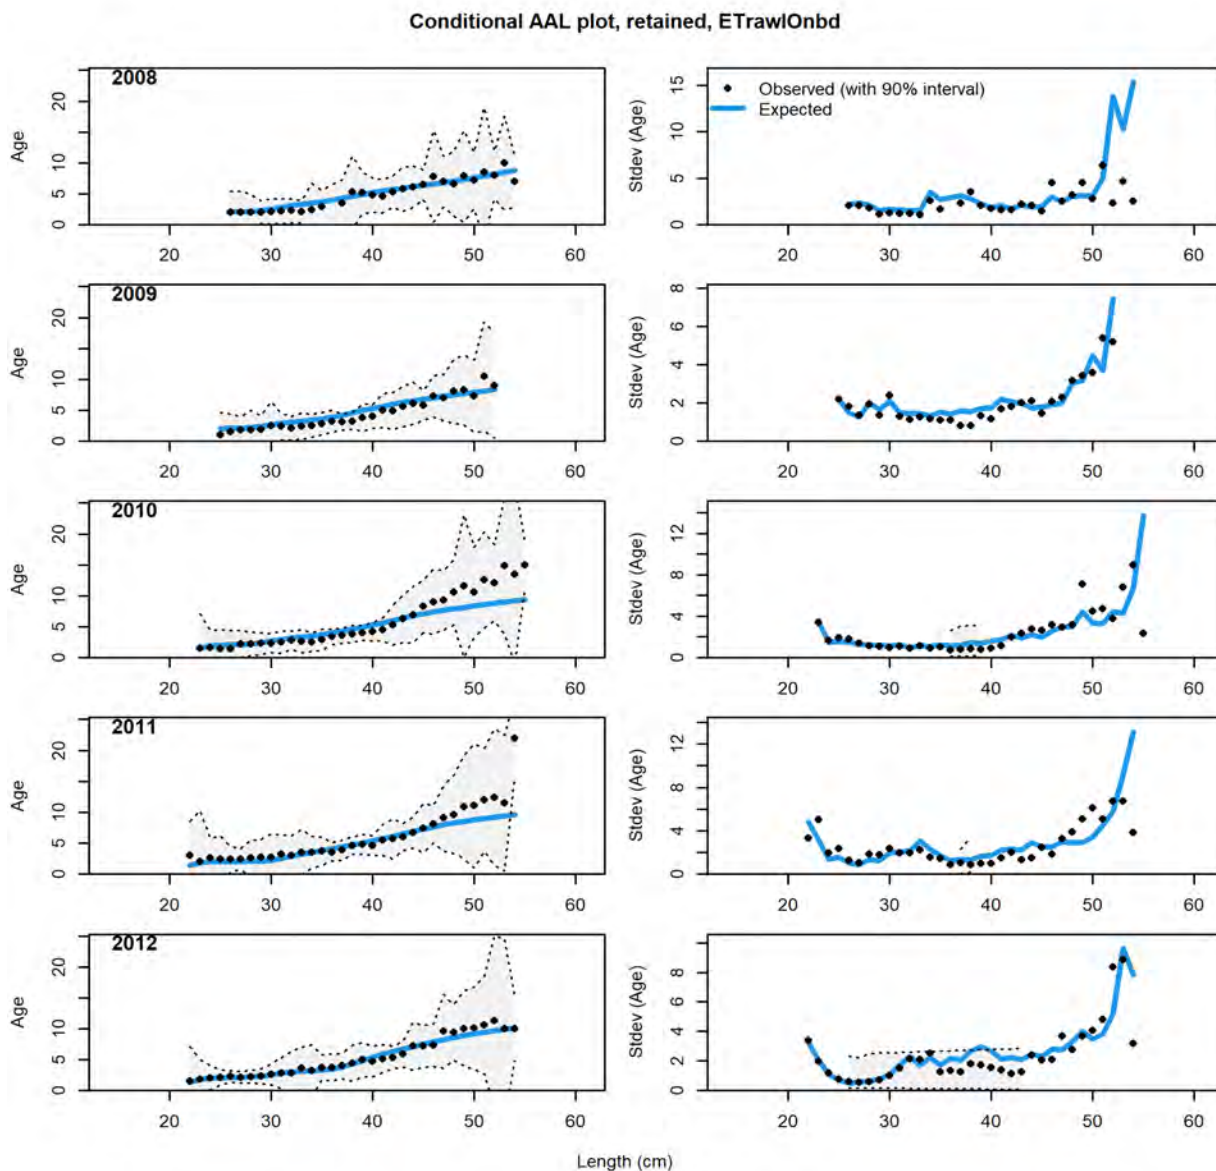 Conditional AAL plot, retained, ETrawlOnbd
2008
Age
0 5 10 20
20 30 40 50 60
Observed (with 90% interval)
Expected
Stdev (Age)
0 5 10 15
20 30 40 50 60
2009
Age
0 5 10 20
20 30 40 50 60
Stdev (Age)
0 2 4 6 8
20 30 40 50 60
2010
Age
0 5 10 20
20 30 40 50 60
Stdev (Age)
0 4 8 12
20 30 40 50 60
2011
Age
0 5 10 20
20 30 40 50 60
Stdev (Age)
0 4 8 12
20 30 40 50 60
2012
Age
0 5 10 20
20 30 40 50 60
Stdev (Age)
0 2 4 6 8
20 30 40 50 60
Length (cm)